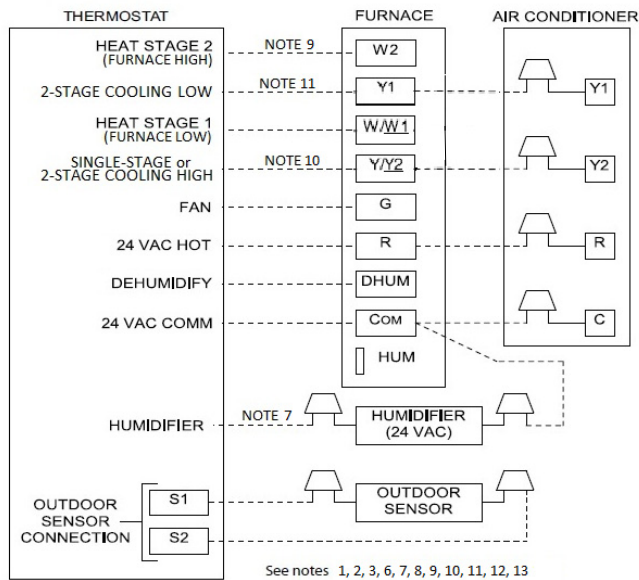 THERMOSTAT
FURNACE
AIR CONDITIONER
HEAT STAGE 2
(FURNACE HIGH)
NOTE 9
W2
2-STAGE COOLING LOW
NOTE 11
Y1
Y1
HEAT STAGE 1
(FURNACE LOW)
W/W1
SINGLE-STAGE or
2-STAGE COOLING HIGH
NOTE 10
Y/Y2
Y2
FAN
G
24 VAC HOT
R
R
DEHUMIDIFY
DHUM
24 VAC COMM
COM
C
HUM
HUMIDIFIER
NOTE 7
HUMIDIFIER
(24 VAC)
OUTDOOR
SENSOR
CONNECTION
S1
S2
OUTDOOR
SENSOR
See notes 1, 2, 3, 6, 7, 8, 9, 10, 11, 12, 13